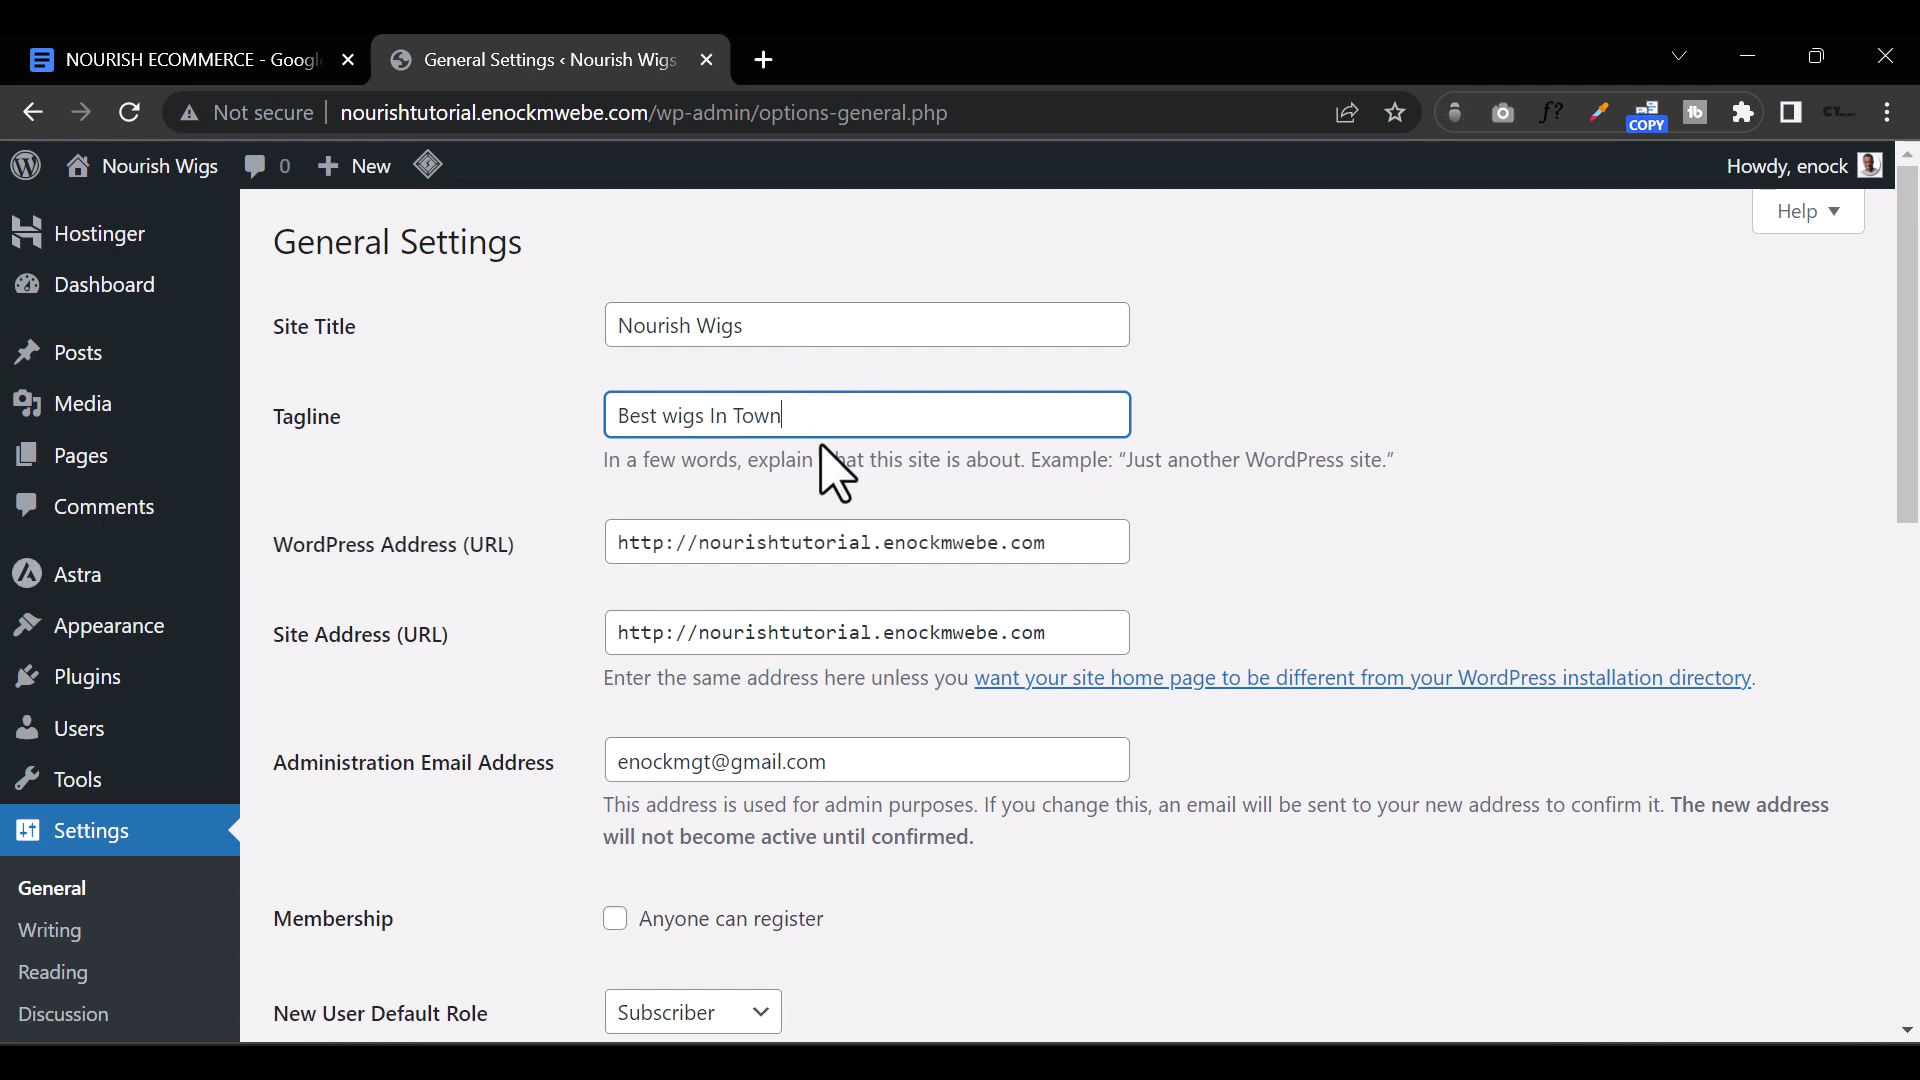 NOURISH ECOMMERCE - Googl
General Settings ‹ Nourish Wigs
Not secure
nourishtutorial.enockmwebe.com/wp-admin/options-general.php
f?
COPY
tb
Nourish Wigs
0
New
Howdy, enock
Hostinger
Dashboard
Posts
Media
Pages
Comments
Astra
Appearance
Plugins
Users
Tools
Settings
General
Writing
Reading
Discussion
Help
General Settings
Site Title
Nourish Wigs
Tagline
Best wigs In Town
In a few words, explain this site is about. Example: “Just another WordPress site.”
WordPress Address (URL)
http://nourishtutorial.enockmwebe.com
Site Address (URL)
http://nourishtutorial.enockmwebe.com
Enter the same address here unless you want your site home page to be different from your WordPress installation directory.
Administration Email Address
enockmgt@gmail.com
This address is used for admin purposes. If you change this, an email will be sent to your new address to confirm it. The new address
will not become active until confirmed.
Membership
Anyone can register
New User Default Role
Subscriber